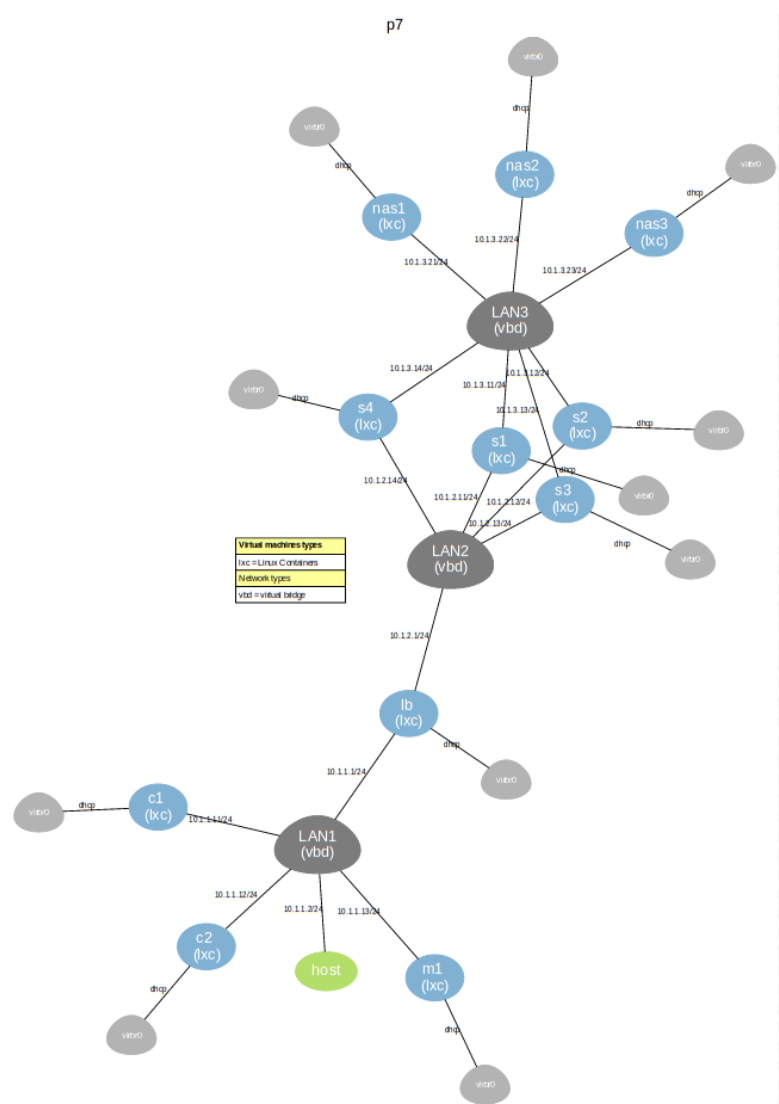 p7
virbr0
dhcp
virbr0
nas2
(lxc)
virbr0
dhcp
dhcp
nas1
(lxc)
nas3
(lxc)
10.1.3.22/24
10.1.3.21/24
10.1.3.23/24
LAN3
(vbd)
10.1.3.14/24
10.1.3.12/24
10.1.3.11/24
virbr0
dhcp
s4
(lxc)
10.1.3.13/24
s2
(lxc)
dhcp
virbr0
s1
(lxc)
dhcp
10.1.2.14/24
10.1.2.11/24
10.1.2.12/24
s3
(lxc)
virbr0
10.1.2.13/24
dhcp
Virtual machines types
lxc = Linux Containers
Network types
vbd = virtual bridge
LAN2
(vbd)
virbr0
10.1.2.1/24
lb
(lxc)
dhcp
10.1.1.1/24
virbr0
c1
(lxc)
dhcp
virbr0
10.1.1.11/24
LAN1
(vbd)
10.1.1.12/24
10.1.1.2/24
10.1.1.13/24
c2
(lxc)
host
m1
(lxc)
dhcp
virbr0
dhcp
virbr0